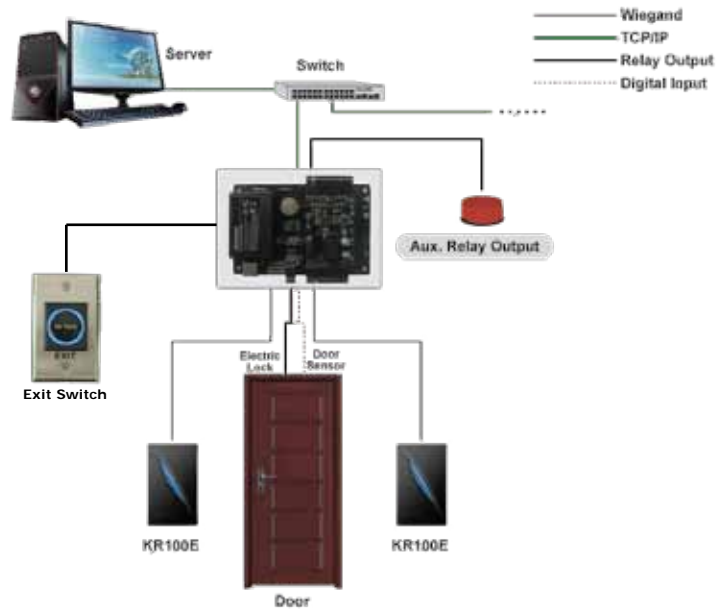 Wiegand
TCP/IP
Relay Output
Digital Input
Server
Switch
Aux. Relay Output
EXIT
Exit Switch
Electric
Lock
Door
Sensor
KR100E
KR100E
Door